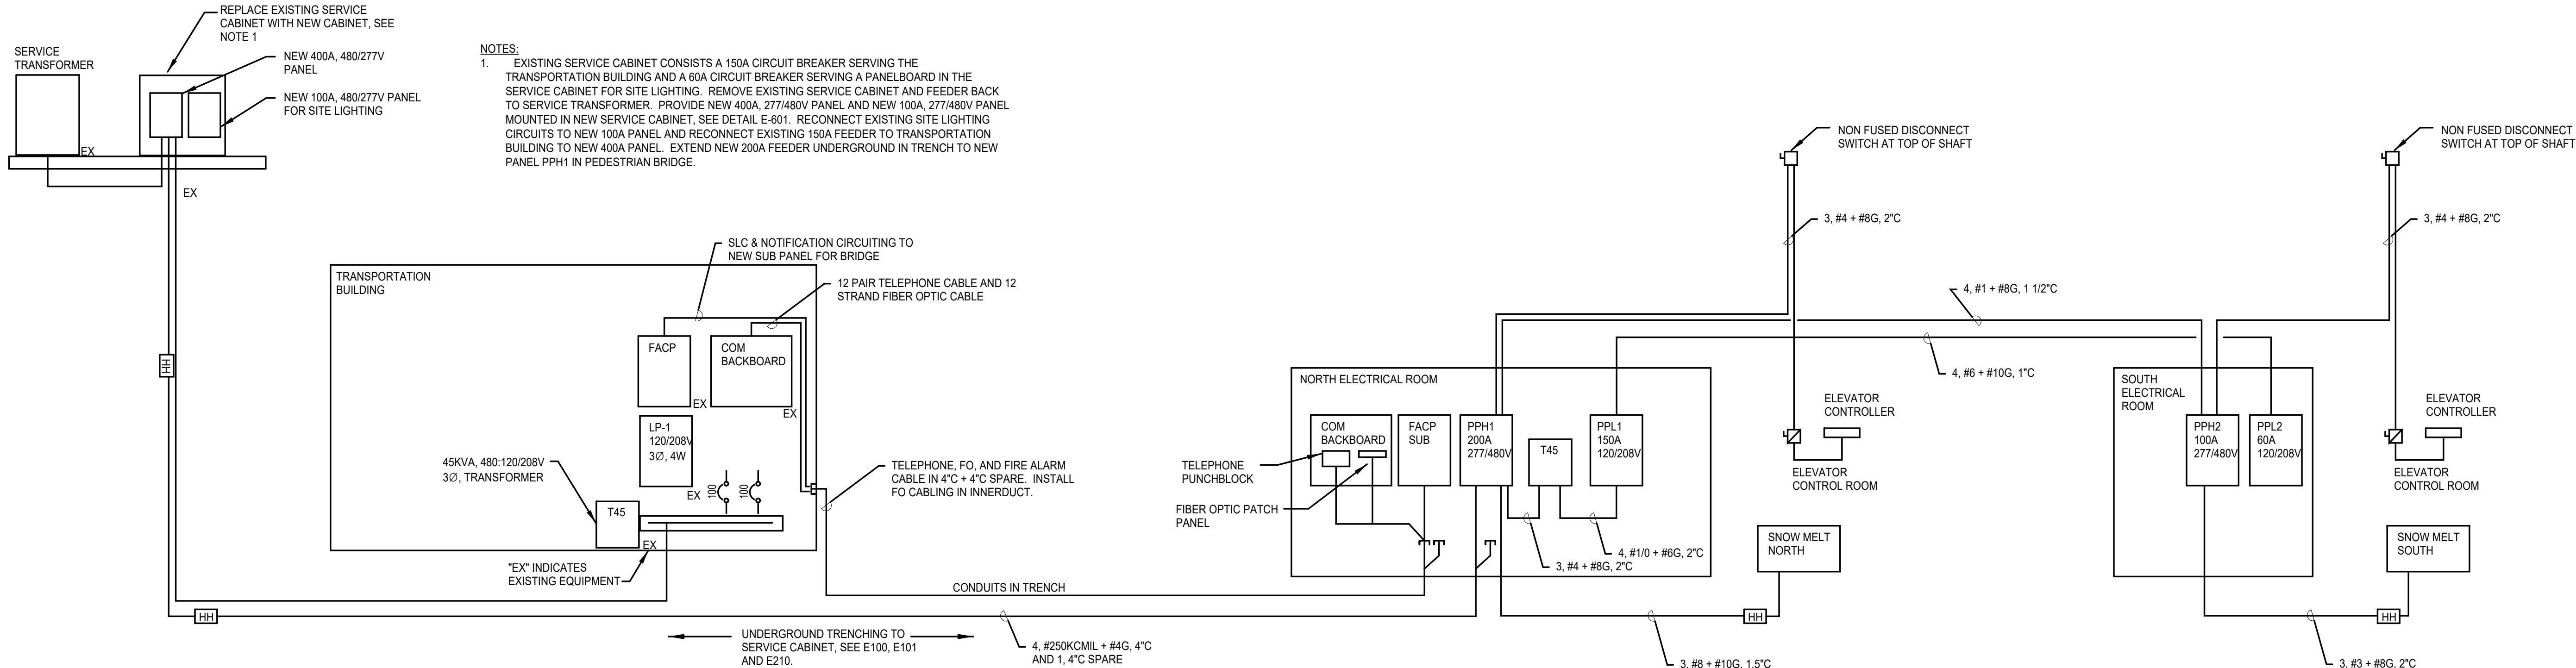 REPLACE EXISTING SERVICE
CABINET WITH NEW CABINET, SEE
NOTE 1
SERVICE
TRANSFORMER
NEW 400A, 480/277V
PANEL
NEW 100A, 480/277V PANEL
FOR SITE LIGHTING
EX
EX
HH
HH
NOTES:
1. EXISTING SERVICE CABINET CONSISTS A 150A CIRCUIT BREAKER SERVING THE
TRANSPORTATION BUILDING AND A 60A CIRCUIT BREAKER SERVING A PANELBOARD IN THE
SERVICE CABINET FOR SITE LIGHTING. REMOVE EXISTING SERVICE CABINET AND FEEDER BACK
TO SERVICE TRANSFORMER. PROVIDE NEW 400A, 277/480V PANEL AND NEW 100A, 277/480V PANEL
MOUNTED IN NEW SERVICE CABINET, SEE DETAIL E-601. RECONNECT EXISTING SITE LIGHTING
CIRCUITS TO NEW 100A PANEL AND RECONNECT EXISTING 150A FEEDER TO TRANSPORTATION
BUILDING TO NEW 400A PANEL. EXTEND NEW 200A FEEDER UNDERGROUND IN TRENCH TO NEW
PANEL PPH1 IN PEDESTRIAN BRIDGE.
SLC & NOTIFICATION CIRCUITING TO
NEW SUB PANEL FOR BRIDGE
12 PAIR TELEPHONE CABLE AND 12
STRAND FIBER OPTIC CABLE
TRANSPORTATION
BUILDING
FACP
EX
COM
BACKBOARD
EX
LP-1
120/208V
3∅, 4W
EX
100
100
45KVA, 480:120/208V
3∅, TRANSFORMER
T45
EX
"EX" INDICATES
EXISTING EQUIPMENT
TELEPHONE, FO, AND FIRE ALARM
CABLE IN 4"C + 4"C SPARE. INSTALL
FO CABLING IN INNERDUCT.
CONDUITS IN TRENCH
UNDERGROUND TRENCHING TO
SERVICE CABINET, SEE E100, E101
AND E210.
4, #250KCMIL + #4G, 4"C
AND 1, 4"C SPARE
NORTH ELECTRICAL ROOM
COM
BACKBOARD
FACP
SUB
PPH1
200A
277/480V
T45
PPL1
150A
120/208V
TELEPHONE
PUNCHBLOCK
FIBER OPTIC PATCH
PANEL
4, #1/0 + #6G, 2"C
3, #4 + #8G, 2"C
3, #8 + #10G, 1.5"C
HH
SNOW MELT
NORTH
NON FUSED DISCONNECT
SWITCH AT TOP OF SHAFT
3, #4 + #8G, 2"C
4, #1 + #8G, 1 1/2"C
4, #6 + #10G, 1"C
ELEVATOR
CONTROLLER
ELEVATOR
CONTROL ROOM
SOUTH
ELECTRICAL
ROOM
PPH2
100A
277/480V
PPL2
60A
120/208V
NON FUSED DISCONNECT
SWITCH AT TOP OF SHAFT
3, #4 + #8G, 2"C
ELEVATOR
CONTROLLER
ELEVATOR
CONTROL ROOM
SNOW MELT
SOUTH
HH
3, #3 + #8G, 2"C